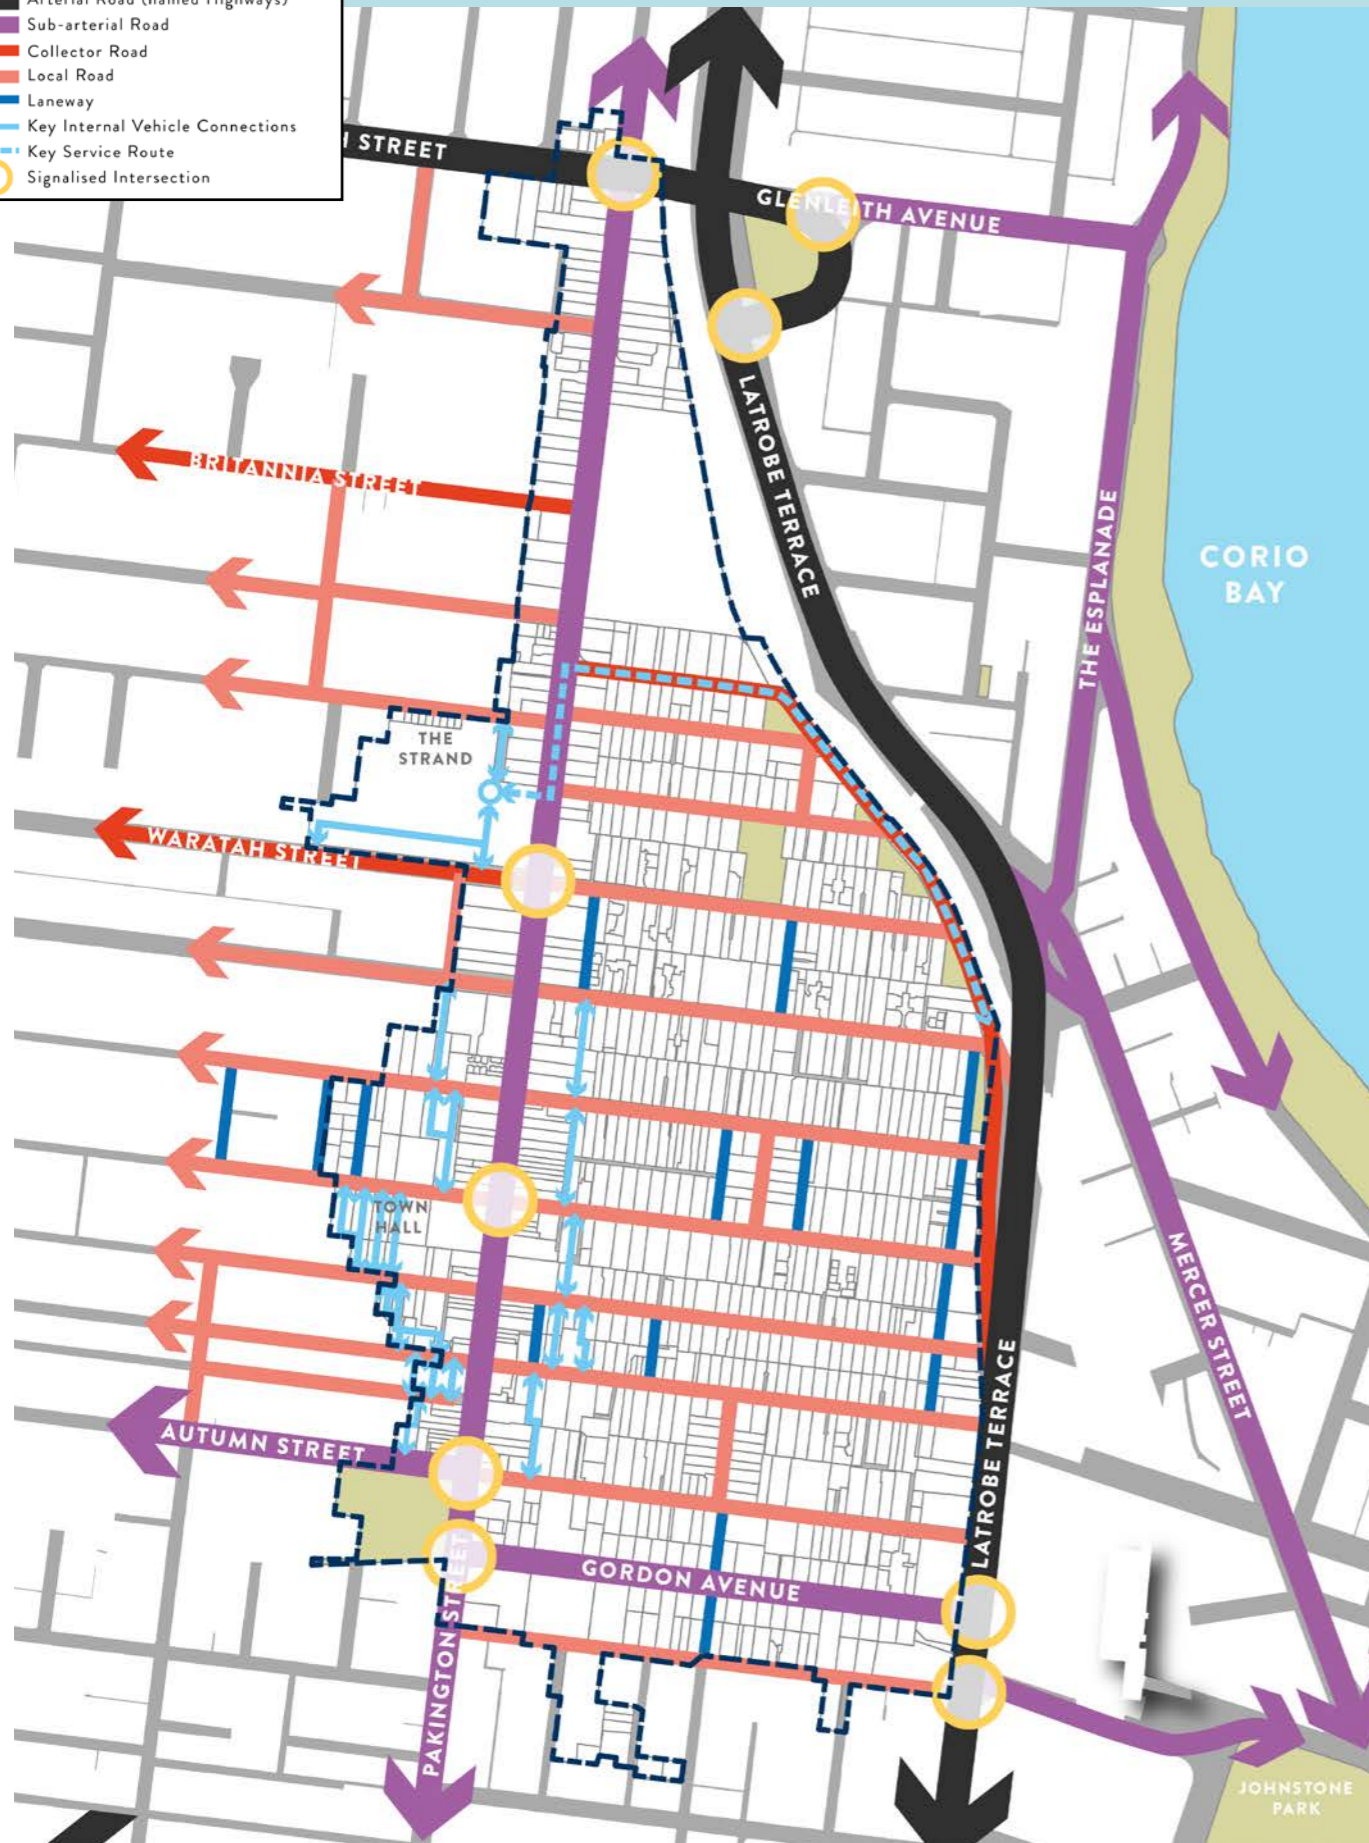 Arterial Road (named Highways)
Sub-arterial Road
Collector Road
Local Road
Laneway
Key Internal Vehicle Connections
Key Service Route
Signalised Intersection
H STREET
GLENLEITH AVENUE
LATROBE TERRACE
BRITANNIA STREET
THE ESPLANADE
CORIO
BAY
THE
STRAND
WARATAH STREET
TOWN
HALL
MERCER STREET
AUTUMN STREET
LATROBE TERRACE
GORDON AVENUE
PAKINGTON STREET
JOHNSTONE
PARK